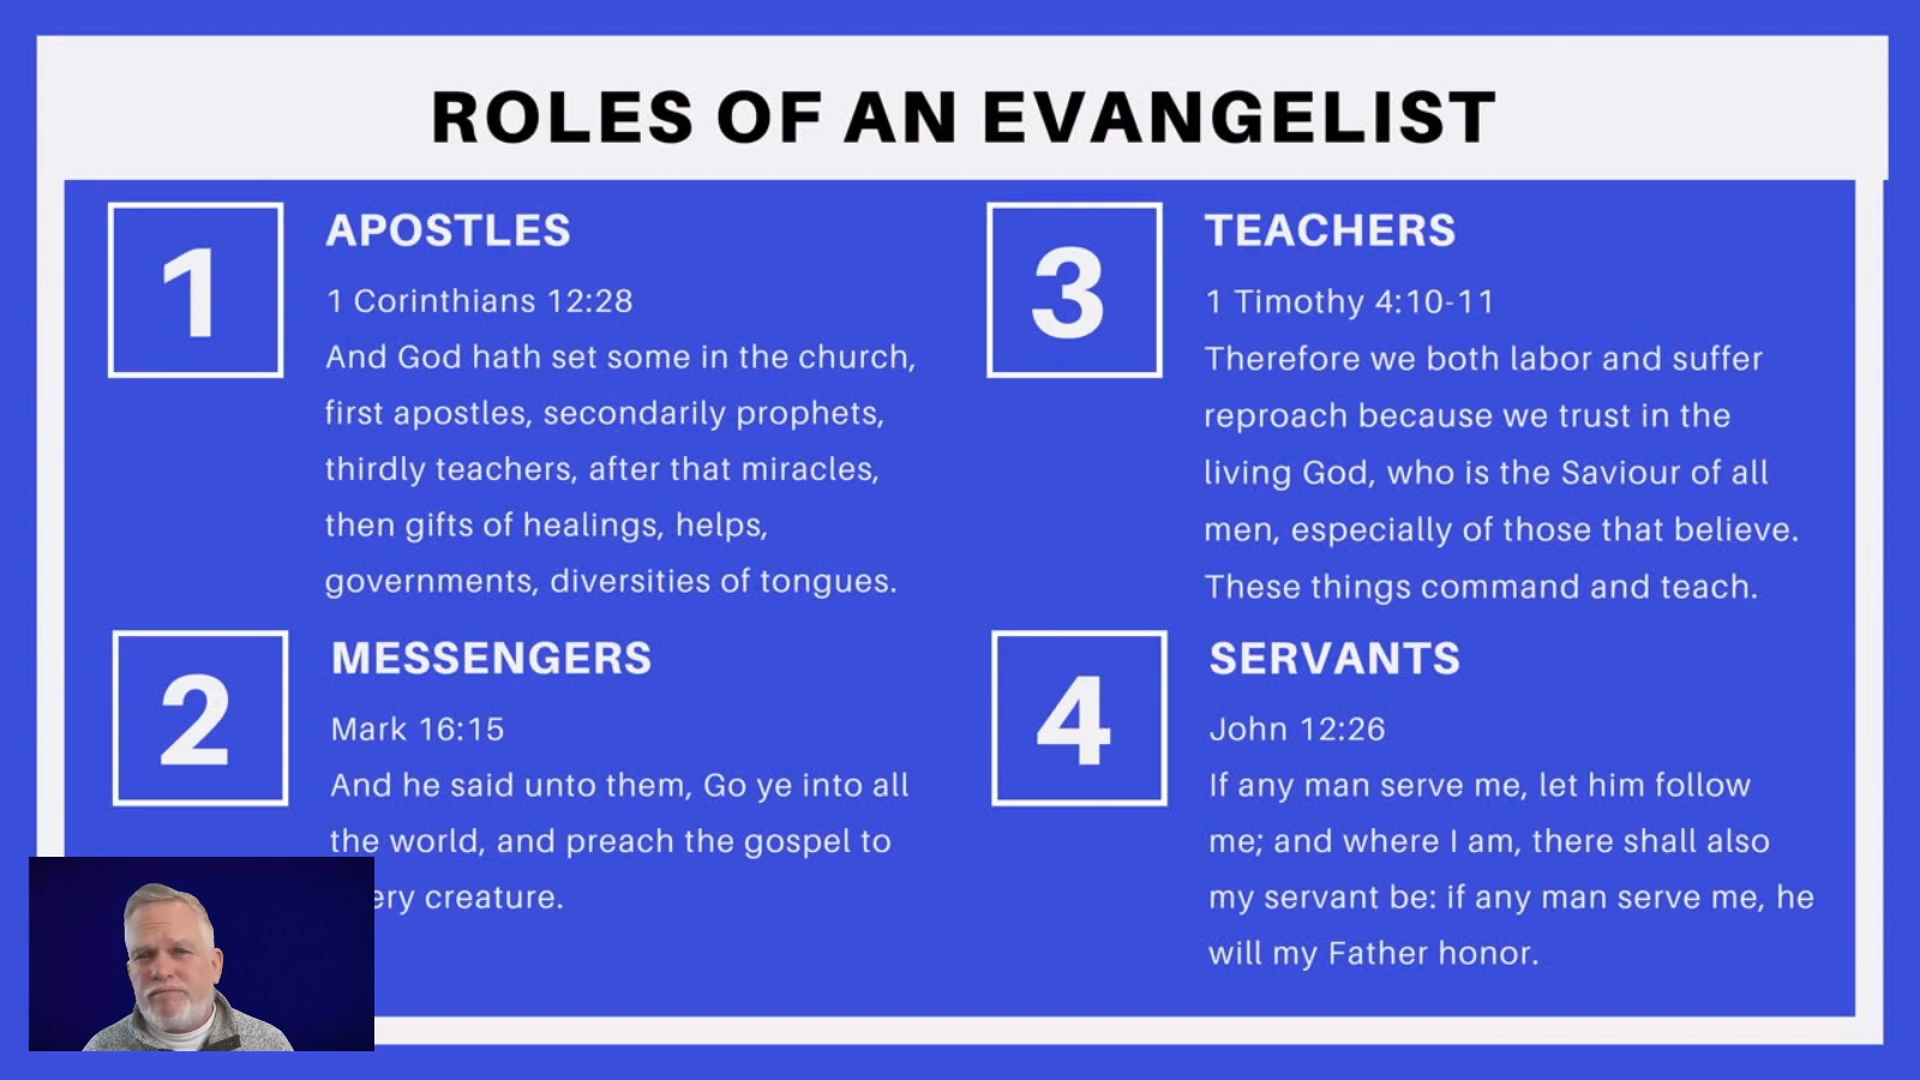 ROLES OF AN EVANGELIST
1
APOSTLES
1 Corinthians 12:28
And God hath set some in the church,
first apostles, secondarily prophets,
thirdly teachers, after that miracles,
then gifts of healings, helps,
governments, diversities of tongues.
2
MESSENGERS
Mark 16:15
And he said unto them, Go ye into all
the world, and preach the gospel to
creature.
3
TEACHERS
1 Timothy 4:10-11
Therefore we both labor and suffer
reproach because we trust in the
living God, who is the Saviour of all
men, especially of those that believe.
These things command and teach.
4
SERVANTS
John 12:26
If any man serve me, let him follow
me; and where I am, there shall also
my servant be: if any man serve me, he
will my Father honor.